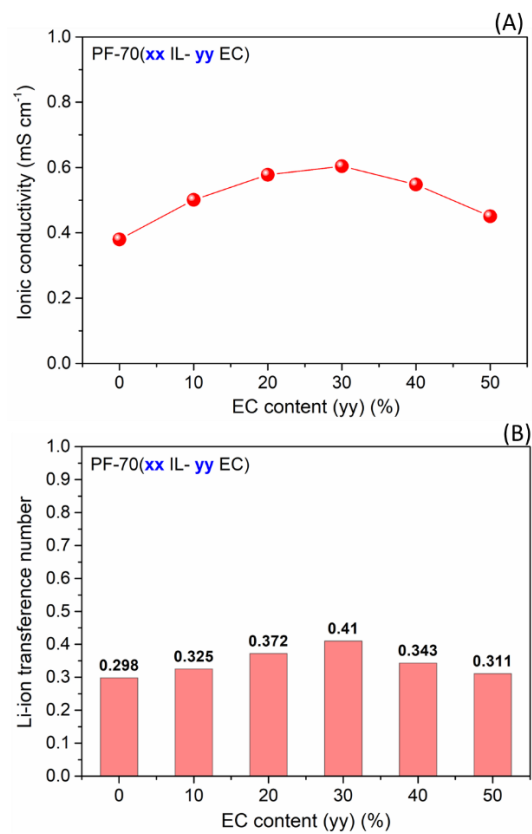 (A)
PF-70(xx IL- yy EC)
Ionic conductivity (mS cm⁻¹)
1.0
0.8
0.6
0.4
0.2
0.0
0 10 20 30 40 50
EC content (yy) (%)
(B)
PF-70(xx IL- yy EC)
Li-ion transference number
1.0
0.9
0.8
0.7
0.6
0.5
0.4
0.3
0.2
0.1
0.0
0.298 0.325 0.372 0.41 0.343 0.311
0 10 20 30 40 50
EC content (yy) (%)